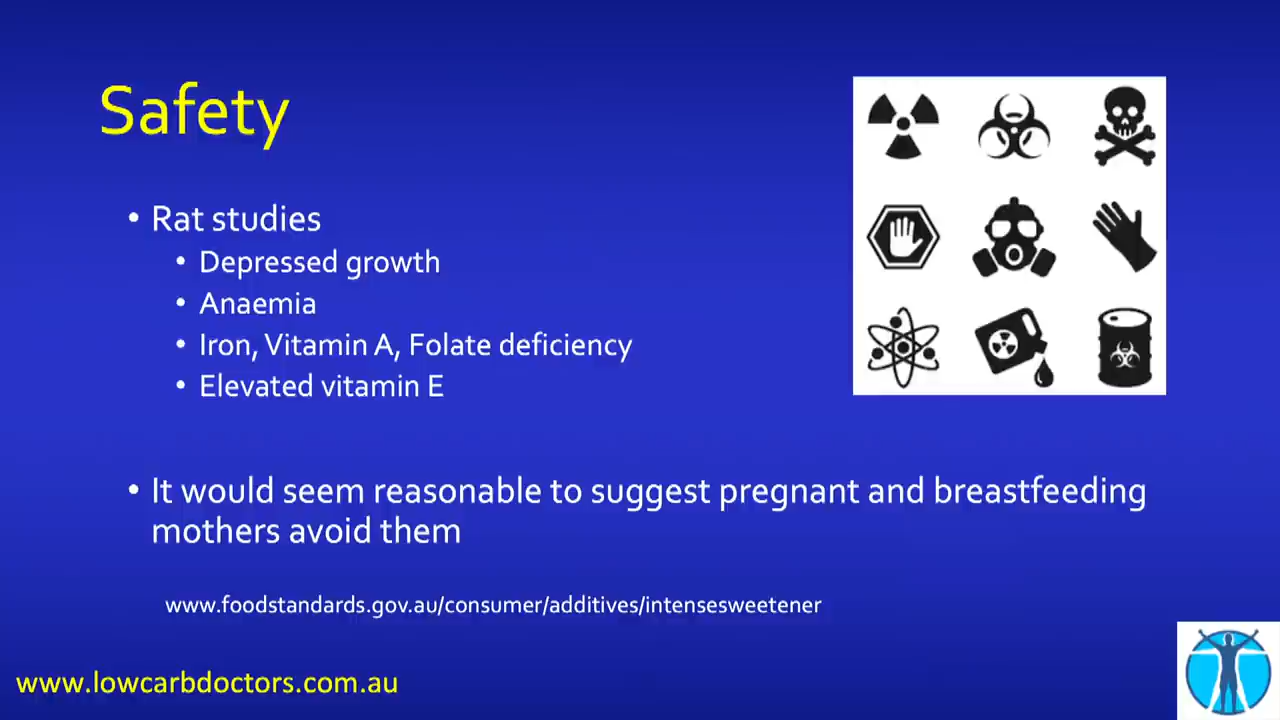 Safety
• Rat studies
• Depressed growth
• Anaemia
• Iron, Vitamin A, Folate deficiency
• Elevated vitamin E
• It would seem reasonable to suggest pregnant and breastfeeding
mothers avoid them
www.foodstandards.gov.au/consumer/additives/intensesweetener
www.lowcarbdoctors.com.au